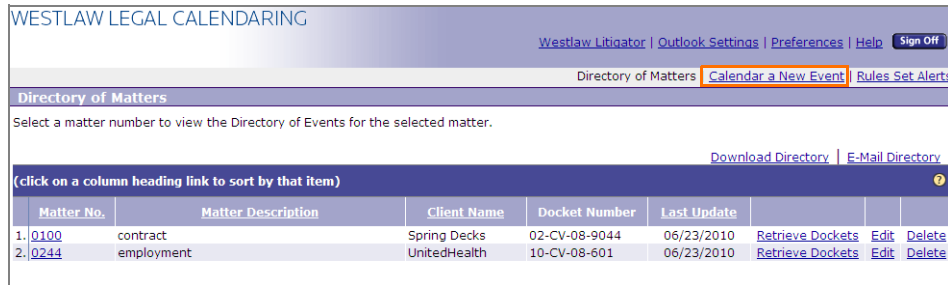 WESTLAW LEGAL CALENDARING
Westlaw Litigator | Outlook Settings | Preferences | Help Sign Off
Directory of Matters | Calendar a New Event | Rules Set Alerts
Directory of Matters
Select a matter number to view the Directory of Events for the selected matter.
Download Directory | E-Mail Directory
(click on a column heading link to sort by that item) ?
Matter No. Matter Description Client Name Docket Number Last Update
1. 0100 contract Spring Decks 02-CV-08-9044 06/23/2010 Retrieve Dockets Edit Delete
2. 0244 employment UnitedHealth 10-CV-08-601 06/23/2010 Retrieve Dockets Edit Delete